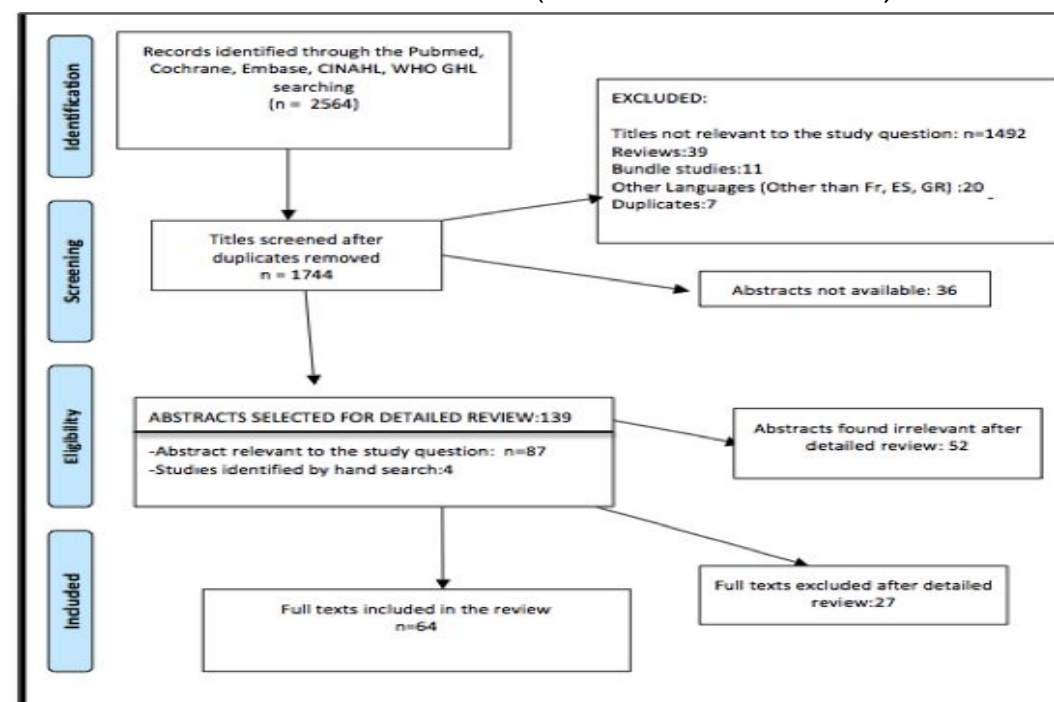 Identification
Records identified through the Pubmed,
Cochrane, Embase, CINAHL, WHO GHL
searching
(n = 2564)
EXCLUDED:
Titles not relevant to the study question: n=1492
Reviews:39
Bundle studies:11
Other Languages (Other than Fr, ES, GR) :20
Duplicates:7
Screening
Titles screened after
duplicates removed
n = 1744
Abstracts not available: 36
Eligibility
ABSTRACTS SELECTED FOR DETAILED REVIEW:139
-Abstract relevant to the study question: n=87
-Studies identified by hand search:4
Abstracts found irrelevant after
detailed review: 52
Included
Full texts included in the review
n=64
Full texts excluded after detailed
review:27